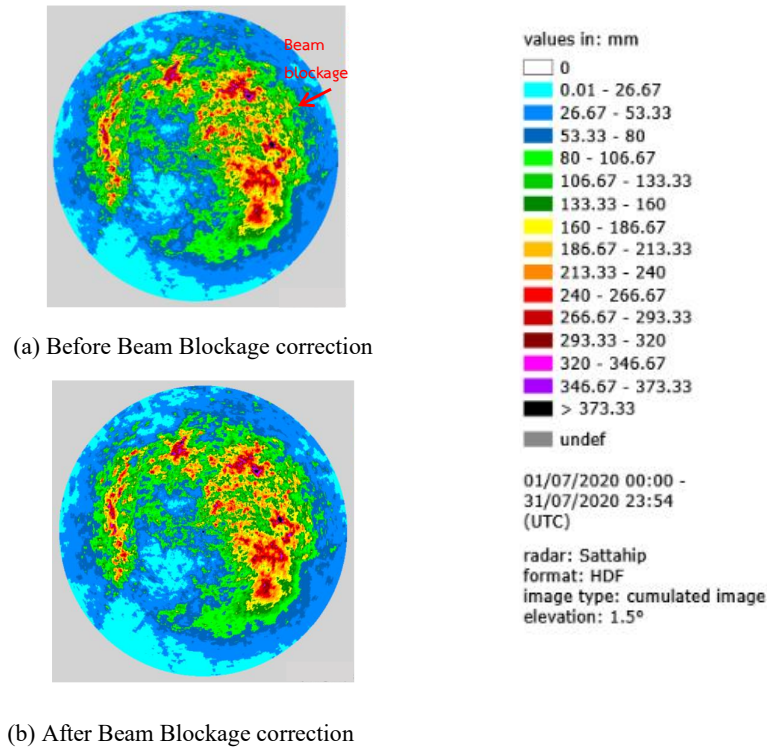 Beam
blockage
(a) Before Beam Blockage correction
(b) After Beam Blockage correction
values in: mm
0
0.01 - 26.67
26.67 - 53.33
53.33 - 80
80 - 106.67
106.67 - 133.33
133.33 - 160
160 - 186.67
186.67 - 213.33
213.33 - 240
240 - 266.67
266.67 - 293.33
293.33 - 320
320 - 346.67
346.67 - 373.33
> 373.33
undef
01/07/2020 00:00 -
31/07/2020 23:54
(UTC)
radar: Sattahip
format: HDF
image type: cumulated image
elevation: 1.5º